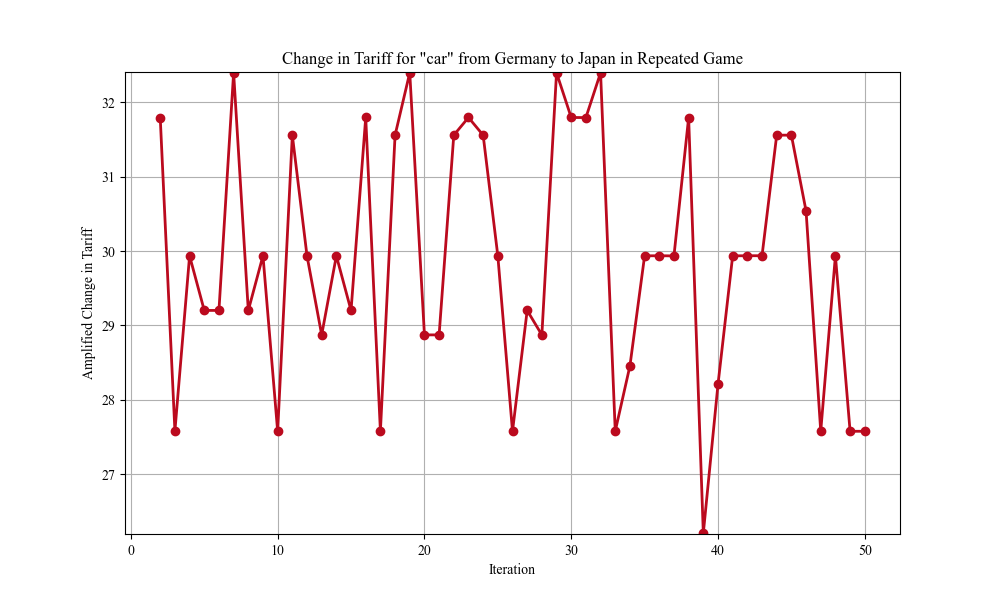 Change in Tariff for "car" from Germany to Japan in Repeated Game
Amplified Change in Tariff
32
31
30
29
28
27
0 10 20 30 40 50
Iteration